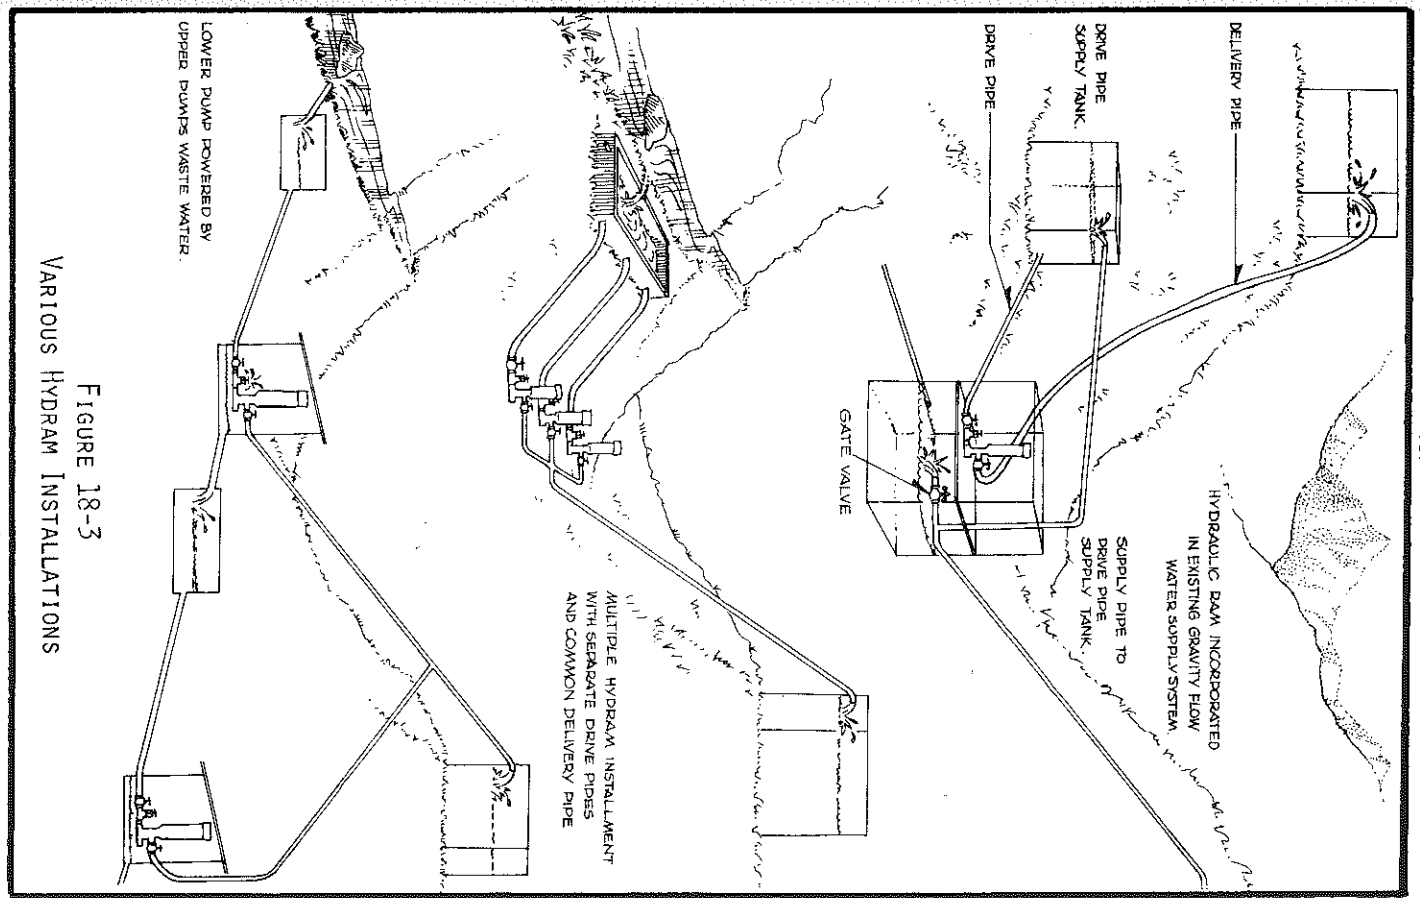 DELIVERY PIPE
DRIVE PIPE
SUPPLY TANK.
DRIVE PIPE
GATE VALVE
SUPPLY PIPE TO
DRIVE PIPE
SUPPLY TANK.
HYDRAULIC RAM INCORPORATED
IN EXISTING GRAVITY FLOW
WATER SUPPLY SYSTEM
MULTIPLE HYDRAM INSTALLMENT
WITH SEPARATE DRIVE PIPES
AND COMMON DELIVERY PIPE
LOWER PUMP POWERED BY
UPPER PUMPS WASTE WATER.
FIGURE 18-3
VARIOUS HYDRAM INSTALLATIONS